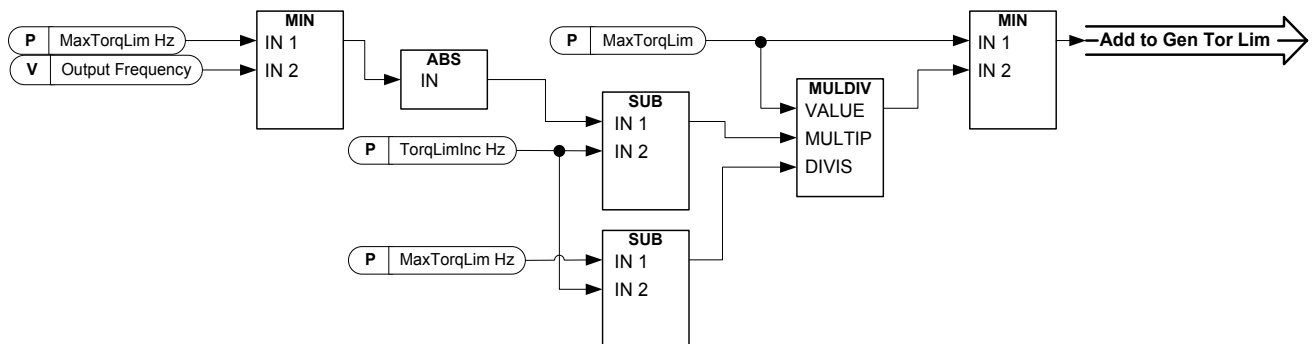 MIN
P MaxTorqLim Hz
IN 1
V Output Frequency
IN 2
ABS
IN
P MaxTorqLim
SUB
IN 1
IN 2
P TorqLimInc Hz
MULDIV
VALUE
MULTIP
DIVIS
SUB
P MaxTorqLim Hz
IN 1
IN 2
MIN
IN 1
IN 2
Add to Gen Tor Lim